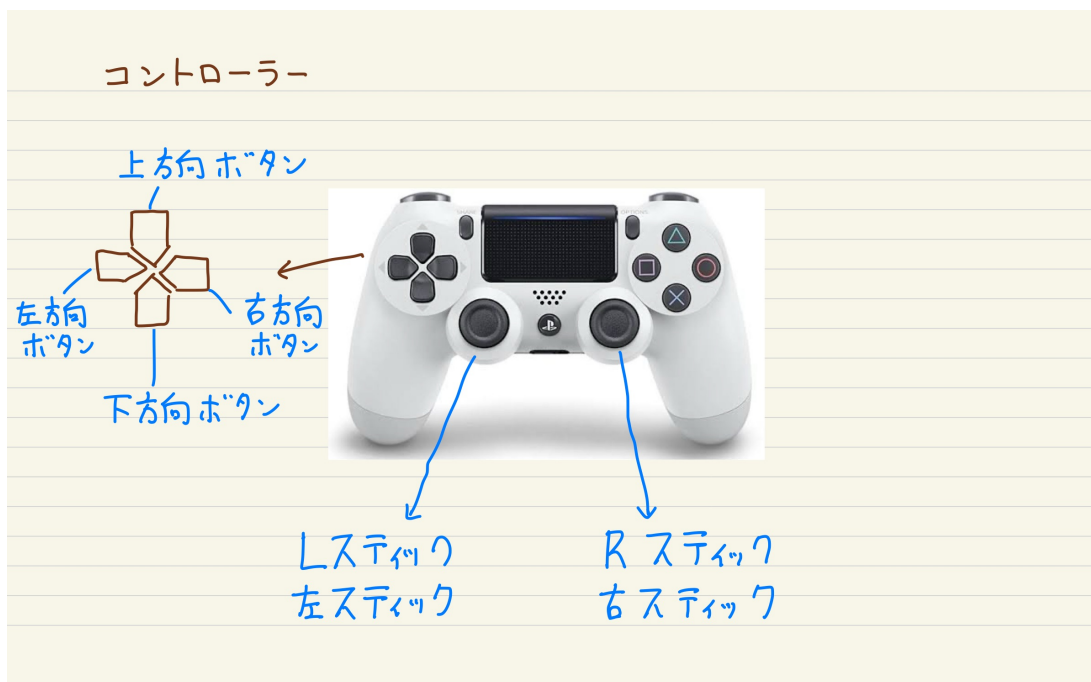 コントローラー
上方向ボタン
左方向
ボタン
右方向
ボタン
下方向ボタン
OPTIONS
Lスティック
左スティック
Rスティック
右スティック